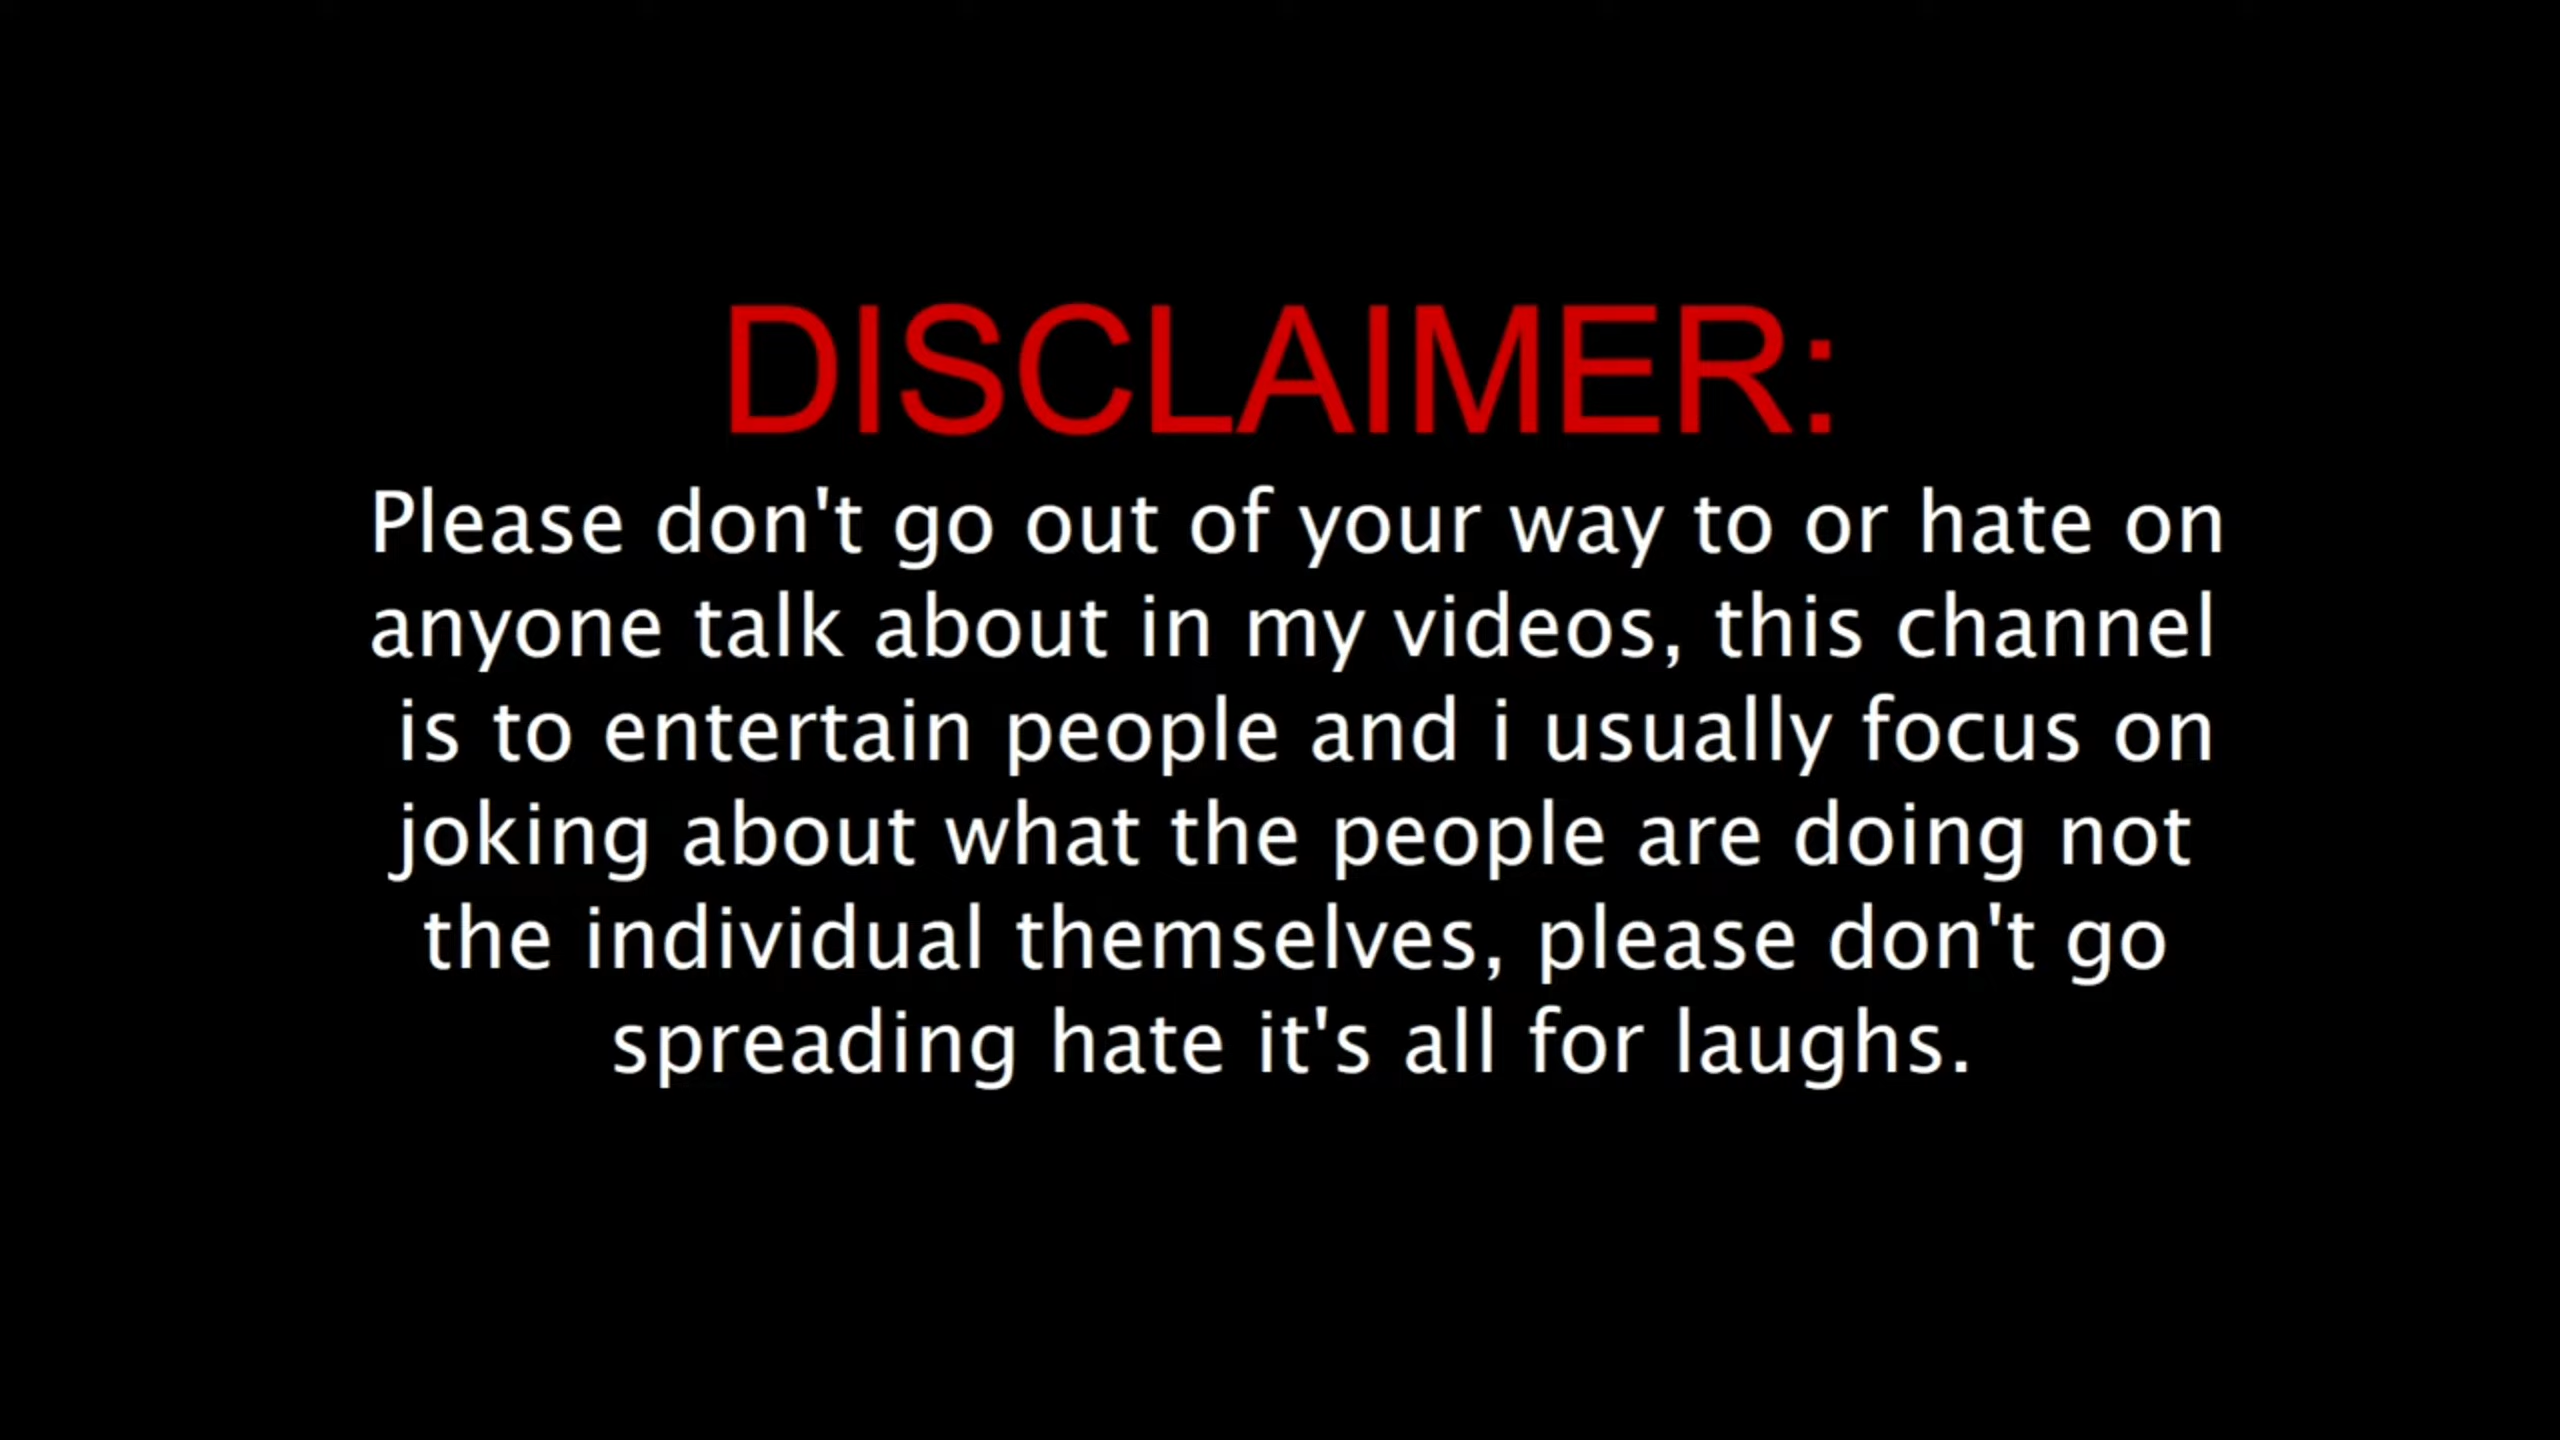 DISCLAIMER:
Please don't go out of your way to or hate on
anyone talk about in my videos, this channel
is to entertain people and i usually focus on
joking about what the people are doing not
the individual themselves, please don't go
spreading hate it's all for laughs.